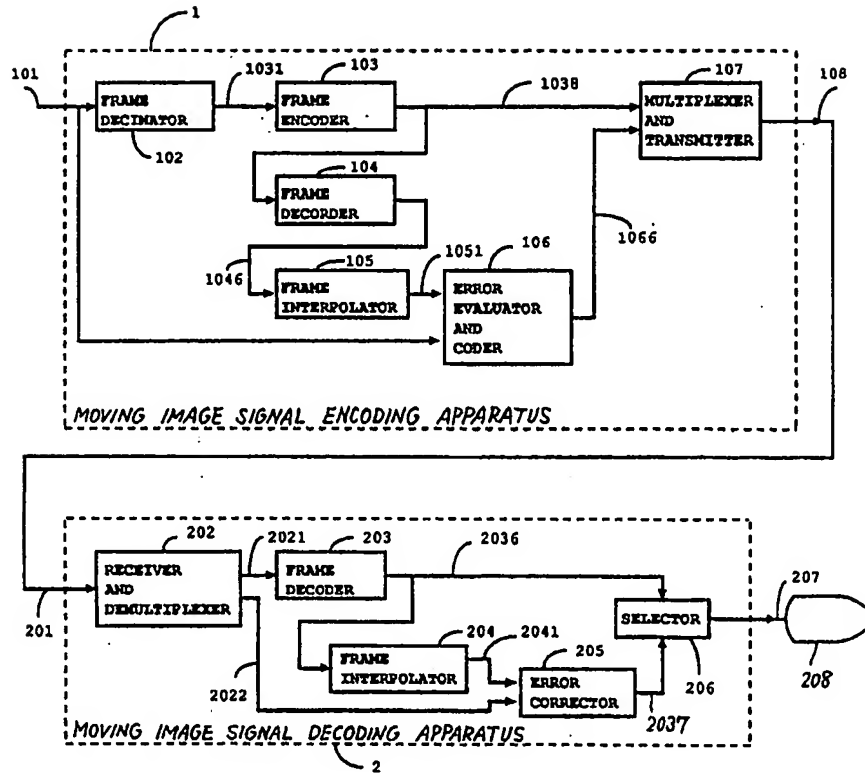 1
101
1031
103
1038
107
108
FRAME
DECIMATOR
102
FRAME
ENCODER
MULTIPLEXER
AND
TRANSMITTER
104
FRAME
DECORDER
1066
1046
105
1051
106
FRAME
INTERPOLATOR
ERROR
EVALUATOR
AND
CODER
MOVING IMAGE SIGNAL ENCODING APPARATUS
202
2021
203
2036
207
RECEIVER
AND
DEMULTIPLEXER
FRAME
DECODER
SELECTOR
201
204
2041
205
206
208
FRAME
INTERPOLATOR
ERROR
CORRECTOR
2022
2037
MOVING IMAGE SIGNAL DECODING APPARATUS
2